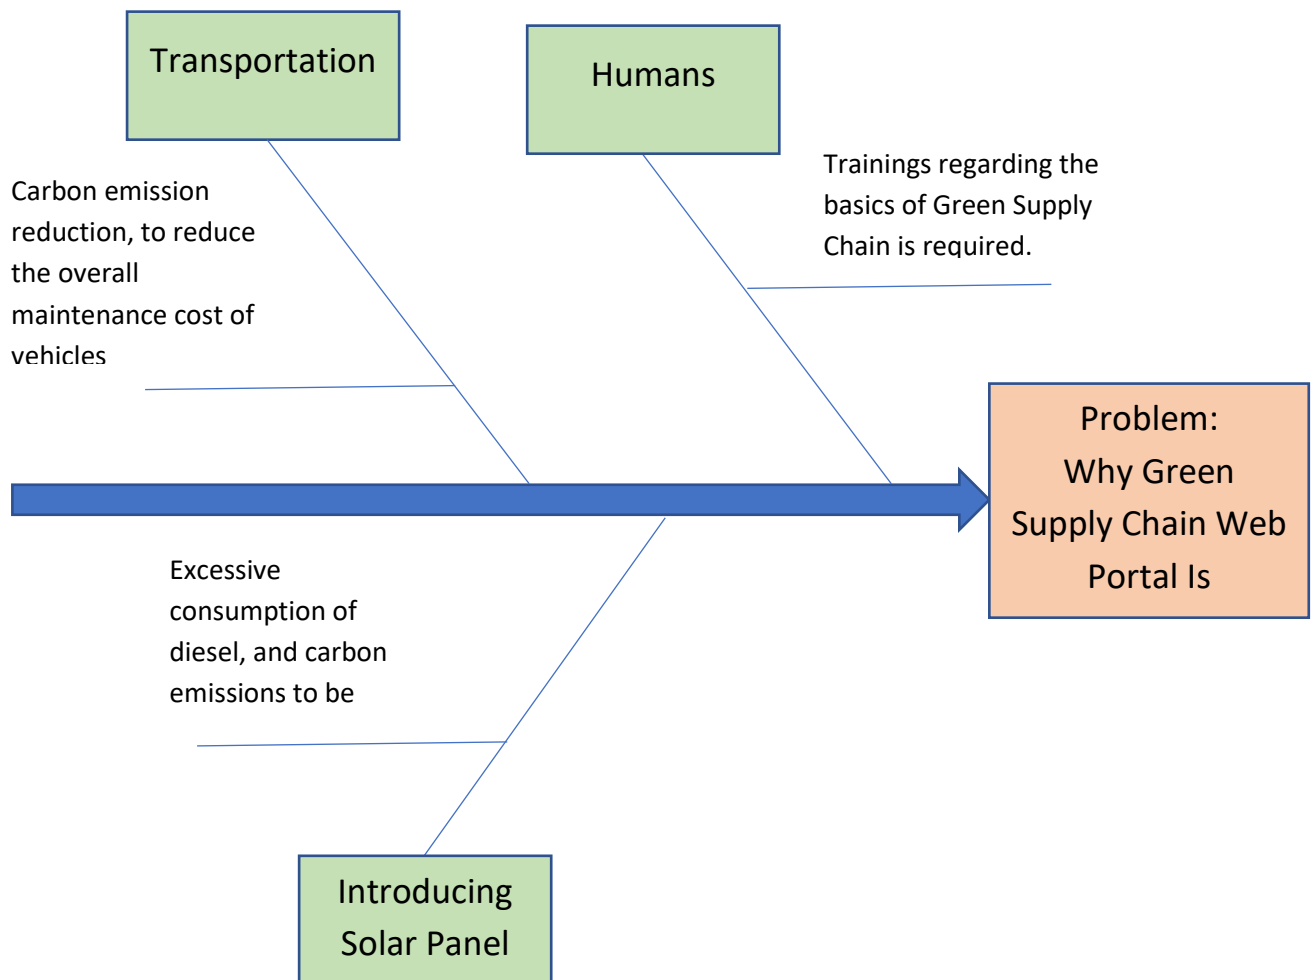 Transportation
Humans
Carbon emission
reduction, to reduce
the overall
maintenance cost of
vehicles
Trainings regarding the
basics of Green Supply
Chain is required.
Problem:
Why Green
Supply Chain Web
Portal Is
Excessive
consumption of
diesel, and carbon
emissions to be
Introducing
Solar Panel